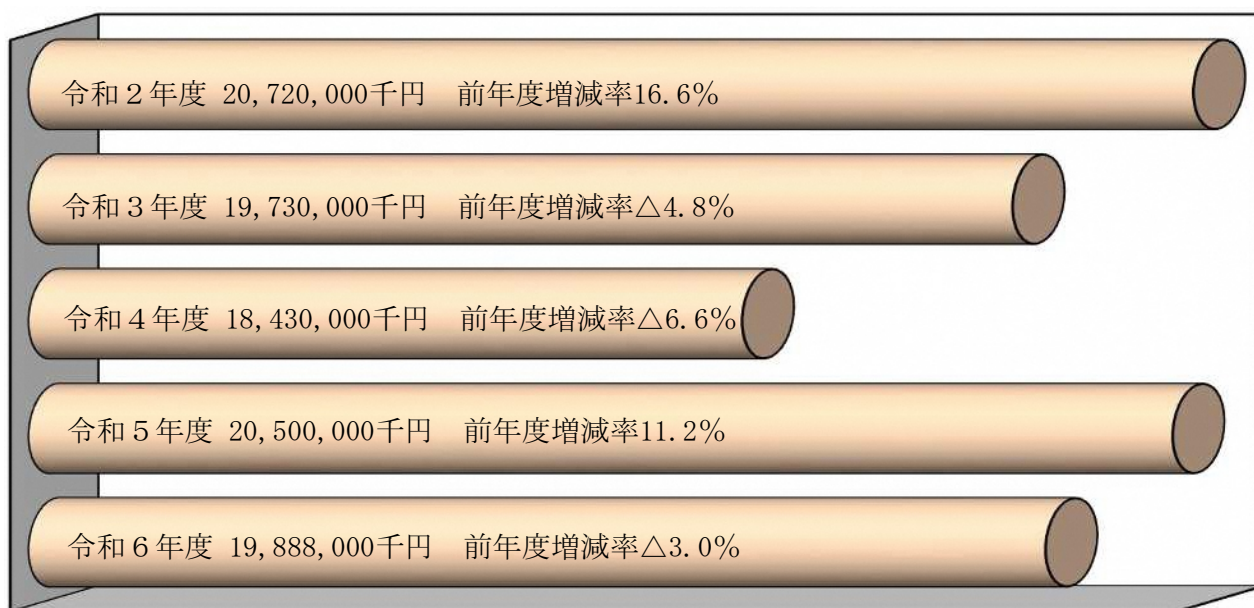 令和２年度 20,720,000千円　前年度増減率16.6%
令和３年度 19,730,000千円　前年度増減率△4.8%
令和４年度 18,430,000千円　前年度増減率△6.6%
令和５年度 20,500,000千円　前年度増減率11.2%
令和６年度 19,888,000千円　前年度増減率△3.0%